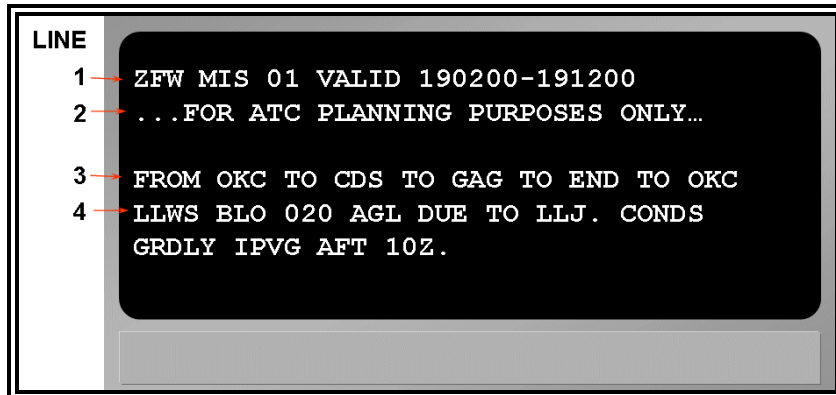 LINE
1 ZFW MIS 01 VALID 190200-191200
2 ...FOR ATC PLANNING PURPOSES ONLY…
3 FROM OKC TO CDS TO GAG TO END TO OKC
4 LLWS BLO 020 AGL DUE TO LLJ. CONDS
GRDLY IPVG AFT 10Z.